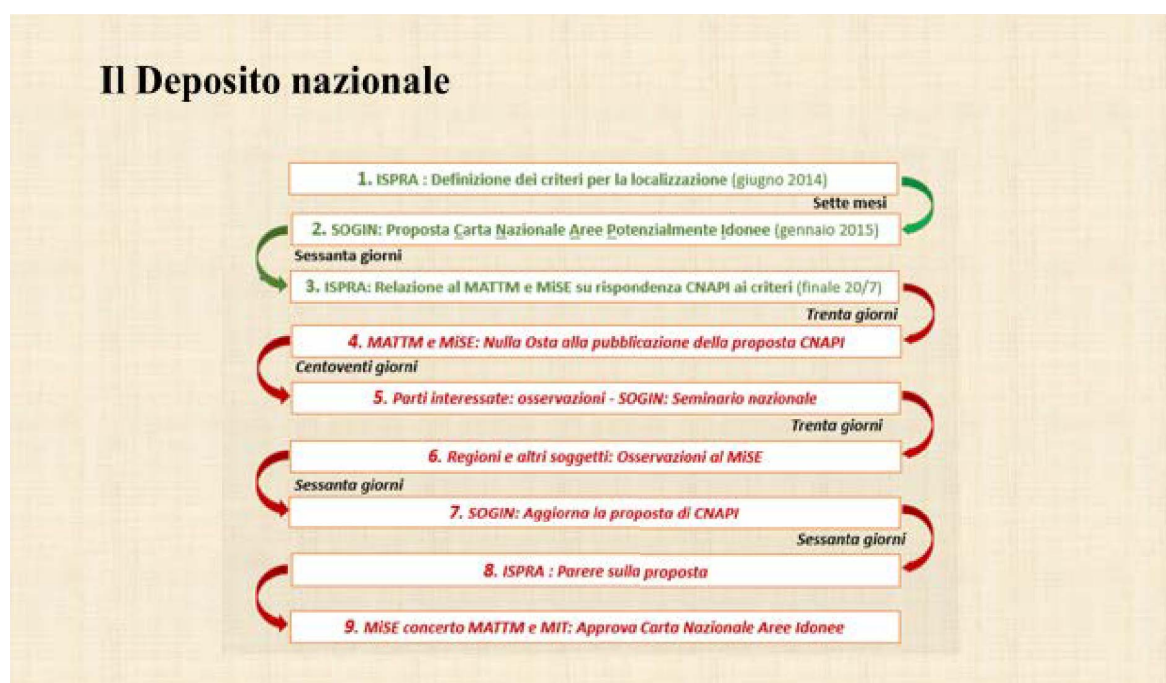 Il Deposito nazionale
1. ISPRA : Definizione dei criteri per la localizzazione (giugno 2014)
Sette mesi
2. SOGIN: Proposta Carta Nazionale Aree Potenzialmente Idonee (gennaio 2015)
Sessanta giorni
3. ISPRA: Relazione al MATTM e MiSE su rispondenza CNAPI ai criteri (finale 20/7)
Trenta giorni
4. MATTM e MiSE: Nulla Osta alla pubblicazione della proposta CNAPI
Centoventi giorni
5. Parti interessate: osservazioni - SOGIN: Seminario nazionale
Trenta giorni
6. Regioni e altri soggetti: Osservazioni al MiSE
Sessanta giorni
7. SOGIN: Aggiorna la proposta di CNAPI
Sessanta giorni
8. ISPRA : Parere sulla proposta
9. MiSE concerto MATTM e MIT: Approva Carta Nazionale Aree Idonee